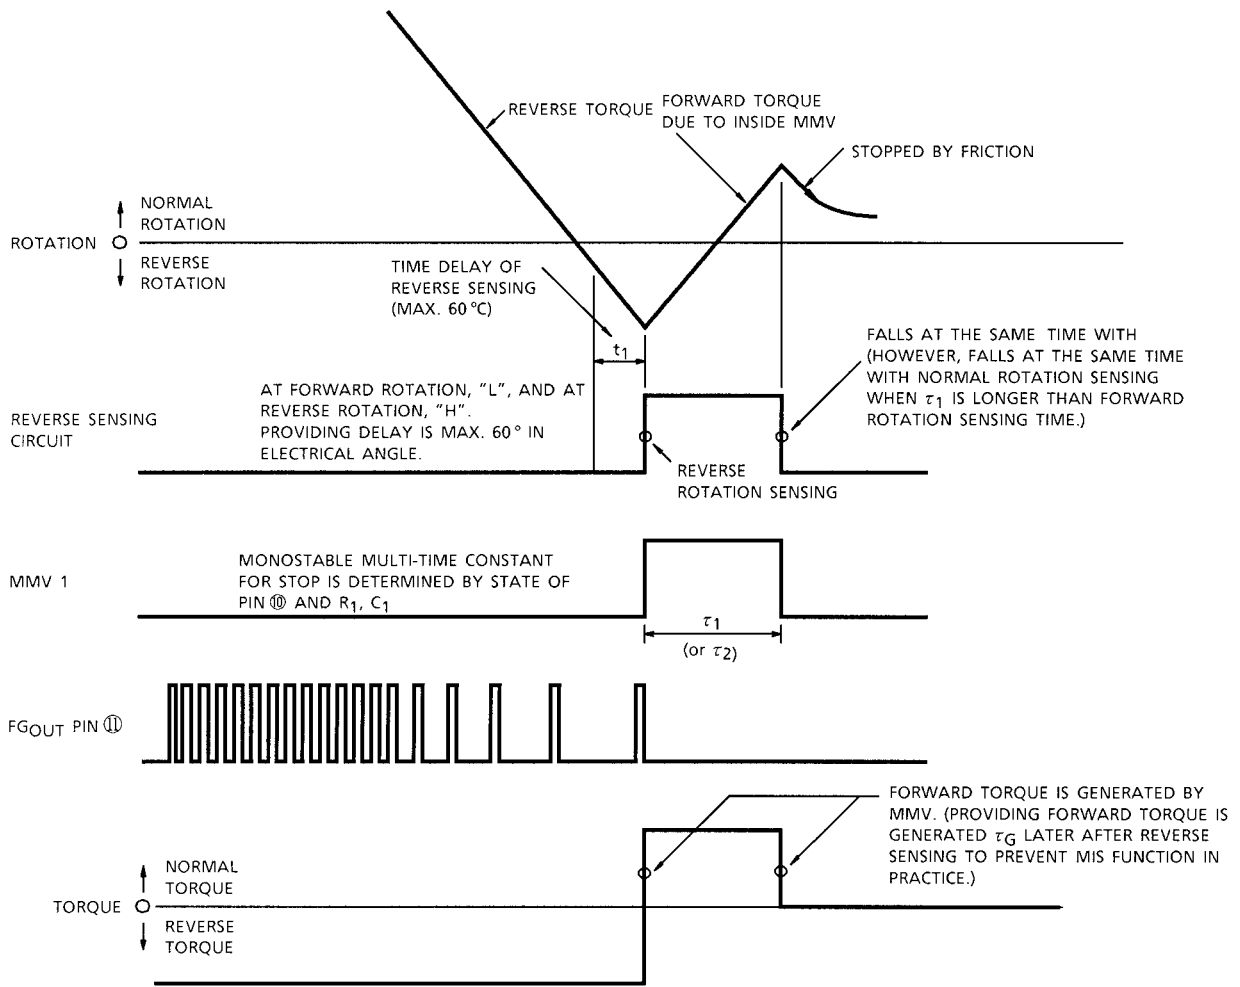 REVERSE TORQUE
FORWARD TORQUE
DUE TO INSIDE MMV
STOPPED BY FRICTION
NORMAL
ROTATION
ROTATION
REVERSE
ROTATION
TIME DELAY OF
REVERSE SENSING
(MAX. 60 °C)
t1
FALLS AT THE SAME TIME WITH
(HOWEVER, FALLS AT THE SAME TIME
WITH NORMAL ROTATION SENSING
WHEN τ1 IS LONGER THAN FORWARD
ROTATION SENSING TIME.)
AT FORWARD ROTATION, "L", AND AT
REVERSE ROTATION, "H".
PROVIDING DELAY IS MAX. 60° IN
ELECTRICAL ANGLE.
REVERSE SENSING
CIRCUIT
REVERSE
ROTATION SENSING
MONOSTABLE MULTI-TIME CONSTANT
FOR STOP IS DETERMINED BY STATE OF
PIN ⑩ AND R1, C1
MMV 1
τ1
(or τ2)
FGOUT PIN ⑪
FORWARD TORQUE IS GENERATED BY
MMV. (PROVIDING FORWARD TORQUE IS
GENERATED τG LATER AFTER REVERSE
SENSING TO PREVENT MIS FUNCTION IN
PRACTICE.)
NORMAL
TORQUE
TORQUE
REVERSE
TORQUE